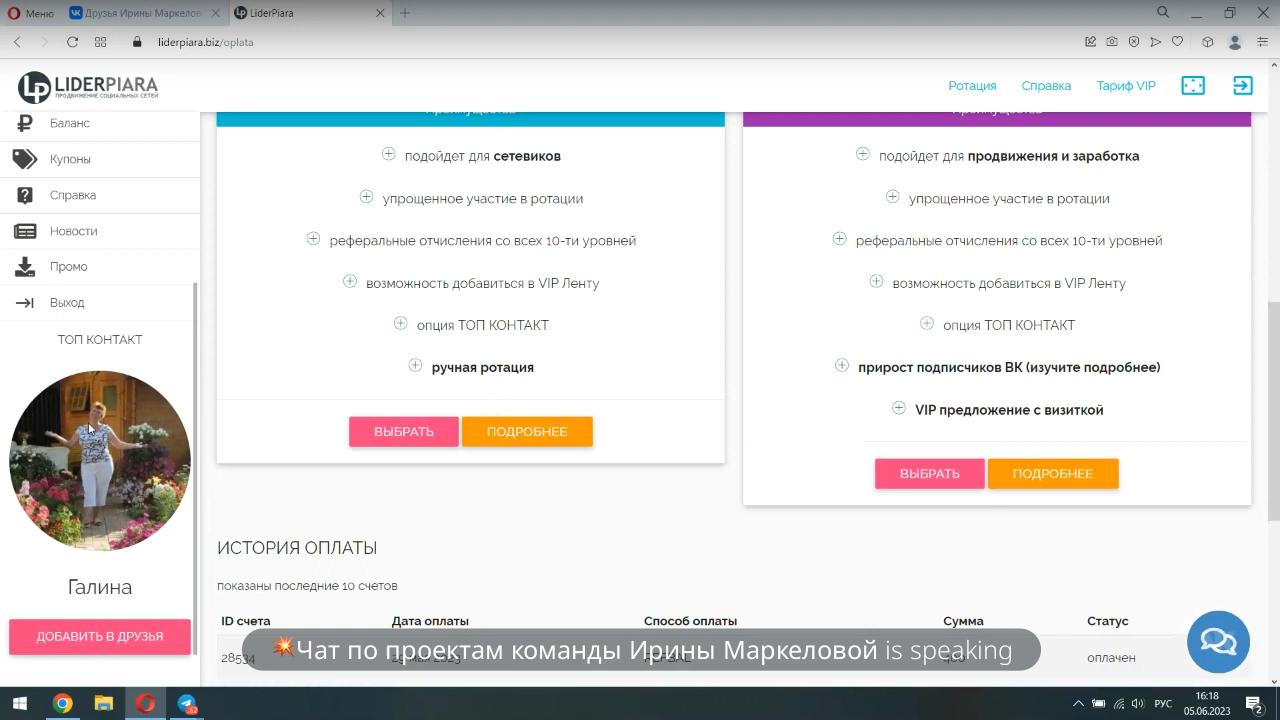 Меню
Друзья Ирины Маркелово
LiderPiara
liderpiara.biz/oplata
LIDERPIARA
ПРОДВИЖЕНИЕ СОЦИАЛЬНЫХ СЕТЕЙ
Ротация
Справка
Тариф VIP
Баланс
Купоны
Справка
Новости
Промо
Выход
ТОП КОНТАКТ
Галина
ДОБАВИТЬ В ДРУЗЬЯ
подойдет для сетевиков
упрощенное участие в ротации
реферальные отчисления со всех 10-ти уровней
возможность добавиться в VIP Ленту
опция ТОП КОНТАКТ
ручная ротация
ВЫБРАТЬ
ПОДРОБНЕЕ
подойдет для продвижения и заработка
упрощенное участие в ротации
реферальные отчисления со всех 10-ти уровней
возможность добавиться в VIP Ленту
опция ТОП КОНТАКТ
прирост подписчиков ВК (изучите подробнее)
VIP предложение с визиткой
ВЫБРАТЬ
ПОДРОБНЕЕ
ИСТОРИЯ ОПЛАТЫ
показаны последние 10 счетов
ID счета Дата оплаты Способ оплаты Сумма Статус
28534 оплачен
Чат по проектам команды Ирины Маркеловой is speaking
РУС
16:18
05.06.2023
2